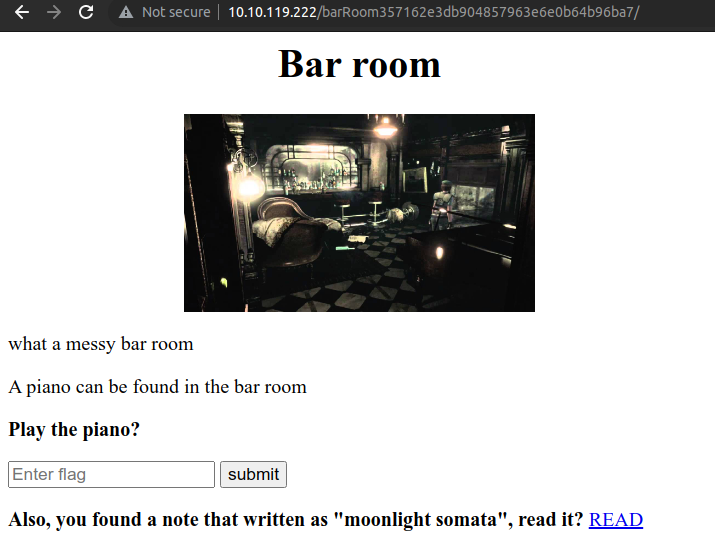 Not secure | 10.10.119.222/barRoom357162e3db904857963e6e0b64b96ba7/
Bar room
what a messy bar room
A piano can be found in the bar room
Play the piano?
Enter flag submit
Also, you found a note that written as "moonlight somata", read it? READ